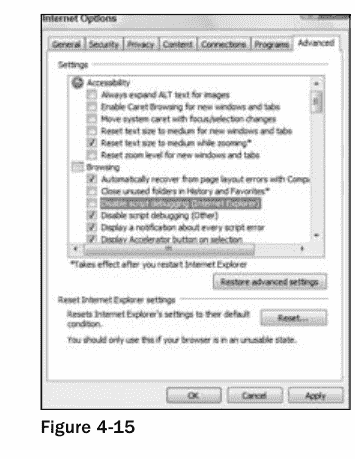 Internet Options
General Security Privacy Content Connections Programs Advanced
Settings
Accessibility
Always expand ALT text for images
Enable Caret Browsing for new windows and tabs
Move system caret with focus/selection changes
Reset text size to medium for new windows and tabs
Reset text size to medium while zooming*
Reset zoom level for new windows and tabs
Browsing
Automatically recover from page layout errors with Compa
Close unused folders in History and Favorites*
Disable script debugging (Internet Explorer)
Disable script debugging (Other)
Display a notification about every script error
Display Accelerator button on selection
*Takes effect after you restart Internet Explorer
Restore advanced settings
Reset Internet Explorer settings
Resets Internet Explorer's settings to their default
condition.
Reset...
You should only use this if your browser is in an unusable state.
OK Cancel Apply
Figure 4-15